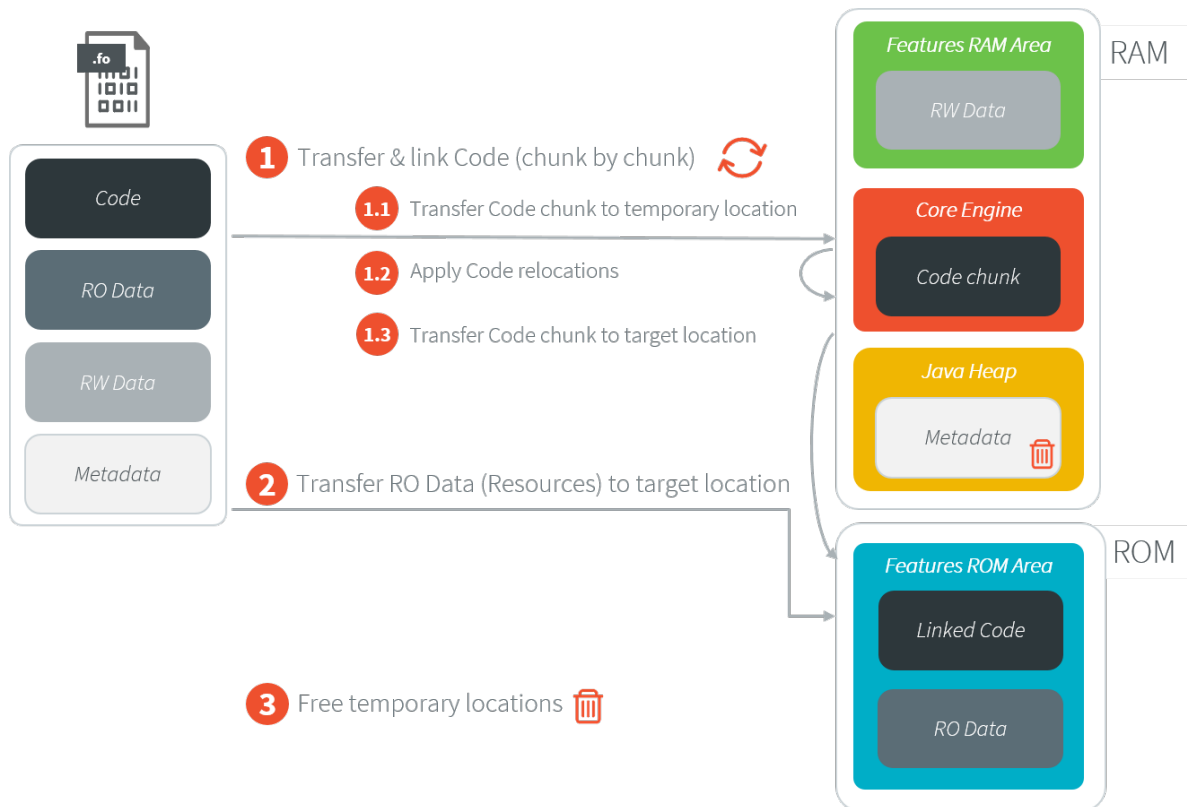 .fo
Code
RO Data
RW Data
Metadata
1 Transfer & link Code (chunk by chunk)
1.1 Transfer Code chunk to temporary location
1.2 Apply Code relocations
1.3 Transfer Code chunk to target location
2 Transfer RO Data (Resources) to target location
3 Free temporary locations
RAM
Features RAM Area
RW Data
Core Engine
Code chunk
Java Heap
Metadata
ROM
Features ROM Area
Linked Code
RO Data